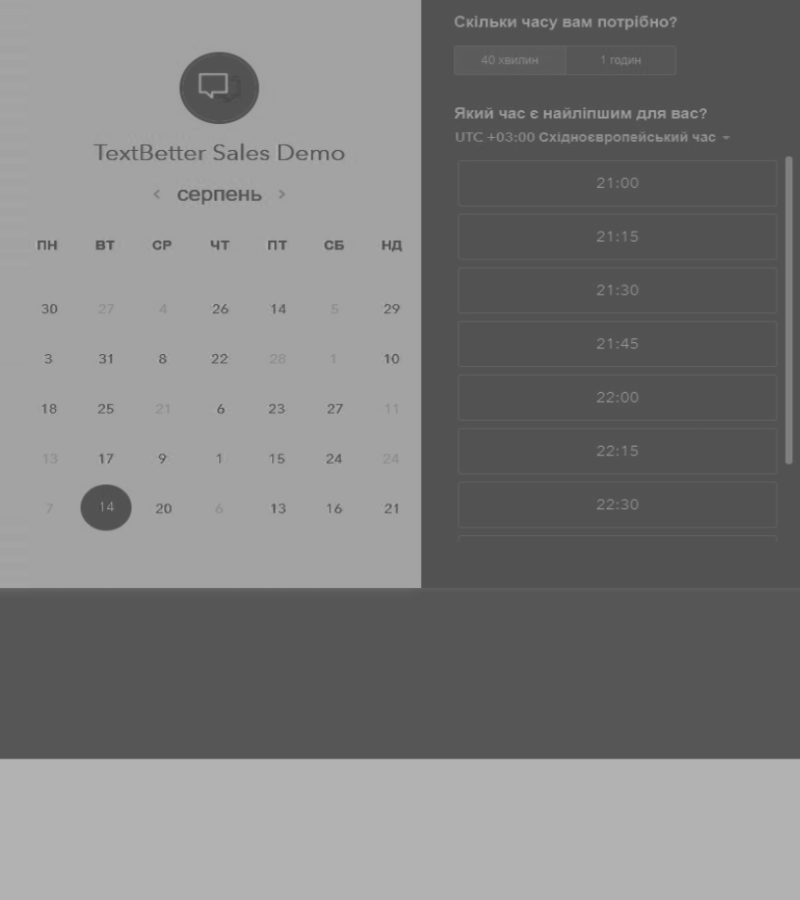 TextBetter Sales Demo
< серпень >
ПН ВТ СР ЧТ ПТ СБ НД
30 27 4 26 14 5 29
3 31 8 22 28 1 10
18 25 21 6 23 27 11
13 17 9 1 15 24 24
7 14 20 6 13 16 21
Скільки часу вам потрібно?
40 хвилин 1 годин
Який час є найліпшим для вас?
UTC +03:00 Східноєвропейський час
21:00
21:15
21:30
21:45
22:00
22:15
22:30